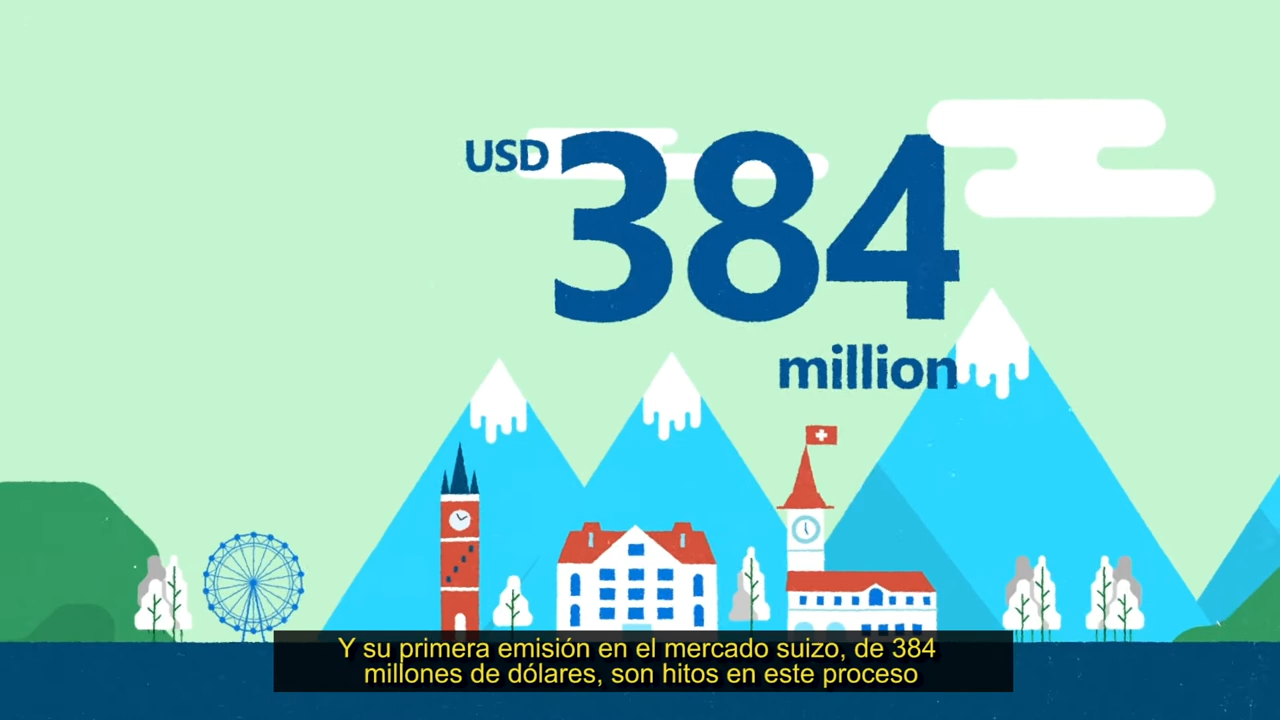 USD 384
million
Y su primera emisión en el mercado suizo, de 384
millones de dólares, son hitos en este proceso